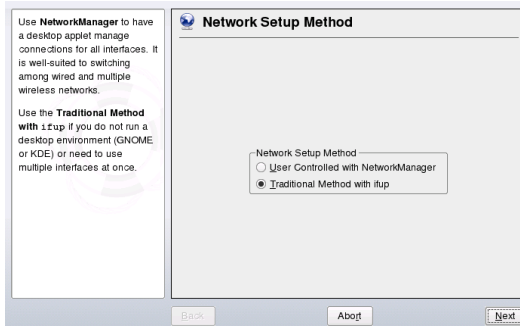 Use NetworkManager to have
a desktop applet manage
connections for all interfaces. It
is well-suited to switching
among wired and multiple
wireless networks.
Use the Traditional Method
with ifup if you do not run a
desktop environment (GNOME
or KDE) or need to use
multiple interfaces at once.
Network Setup Method
Network Setup Method
User Controlled with NetworkManager
Traditional Method with ifup
Back
Abort
Next